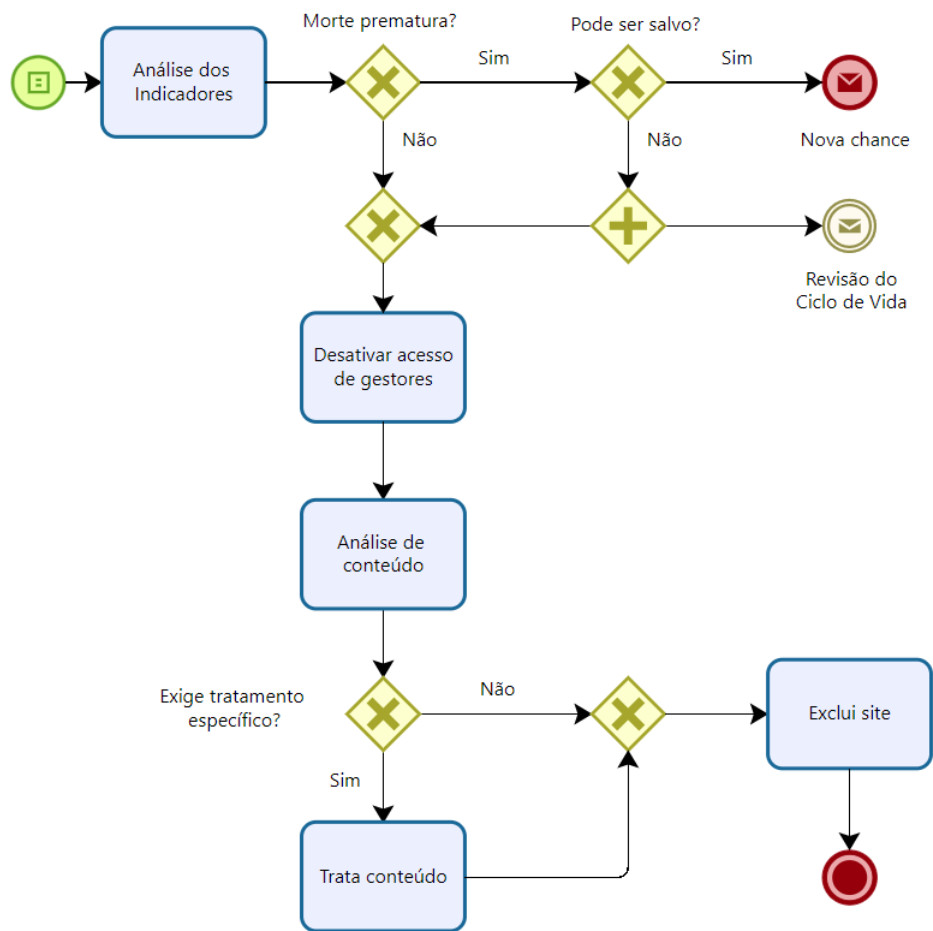 Morte prematura?
Pode ser salvo?
Análise dos
Indicadores
Sim
Sim
Nova chance
Não
Não
Revisão do
Ciclo de Vida
Desativar acesso
de gestores
Análise de
conteúdo
Exige tratamento
específico?
Não
Exclui site
Sim
Trata conteúdo